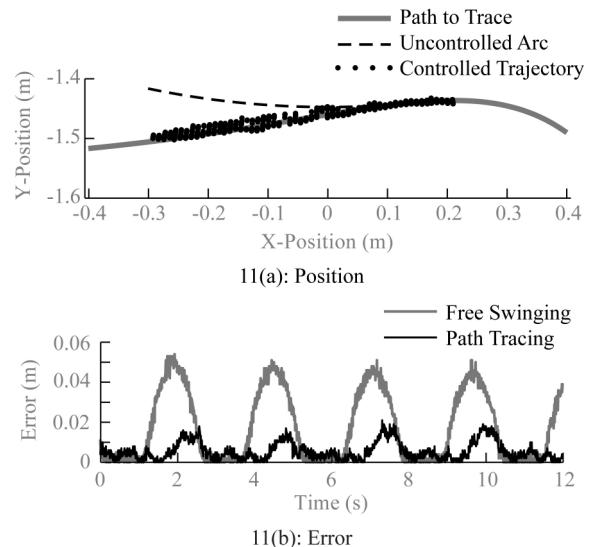 Path to Trace
Uncontrolled Arc
Controlled Trajectory
Y-Position (m)
-1.4
-1.5
-1.6
-0.4 -0.3 -0.2 -0.1 0 0.1 0.2 0.3 0.4
X-Position (m)
11(a): Position
Free Swinging
Path Tracing
Error (m)
0.06
0.04
0.02
0
0 2 4 6 8 10 12
Time (s)
11(b): Error